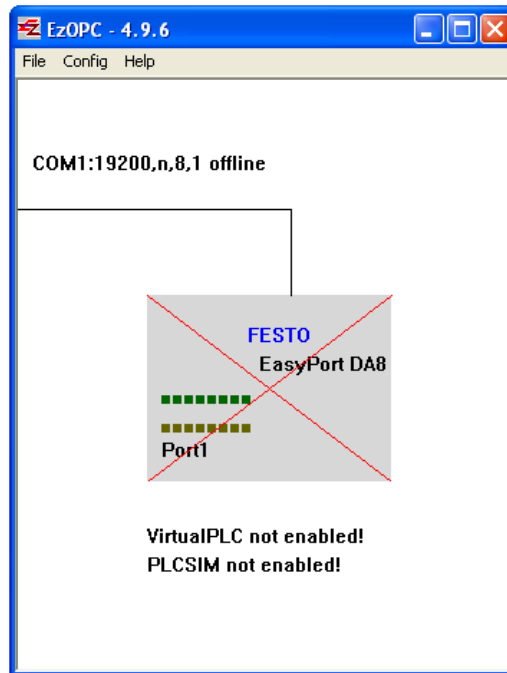 EzOPC - 4.9.6
File Config Help
COM1:19200,n,8,1 offline
FESTO
EasyPort DA8
Port1
VirtualPLC not enabled!
PLCSIM not enabled!